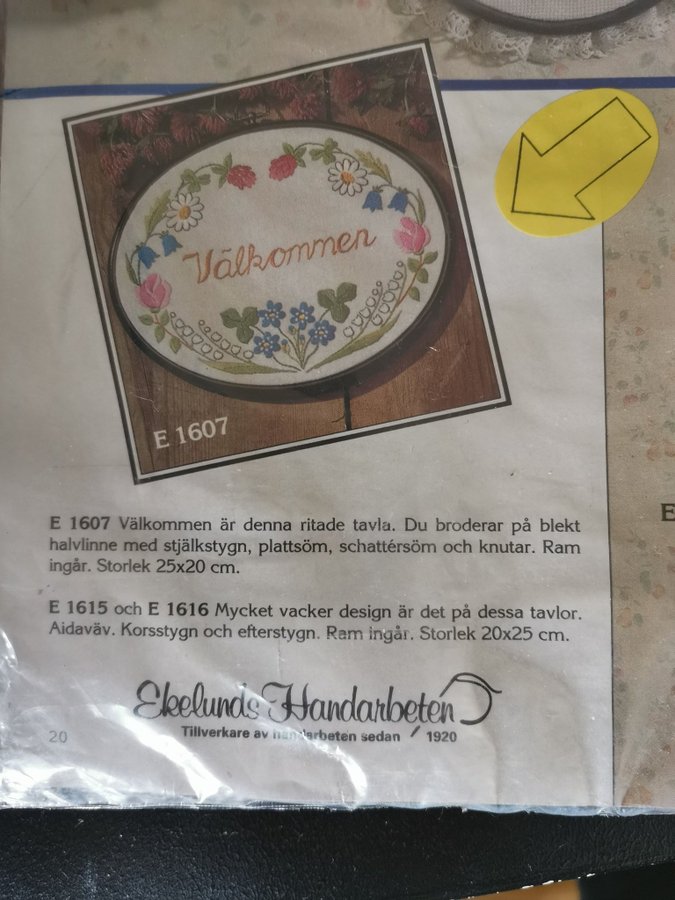 Välkommen
E 1607
E 1607 Välkommen är denna ritade tavla. Du broderar på blekt
halvlinne med stjälkstygn, plattsöm, schattérsöm och knutar. Ram
ingår. Storlek 25x20 cm.
E
E 1615 och E 1616 Mycket vacker design är det på dessa tavlor.
Aidaväv. Korsstygn och efterstygn. Ram ingår. Storlek 20x25 cm.
Ekelunds Handarbeten
Tillverkare av handarbeten sedan 1920
20